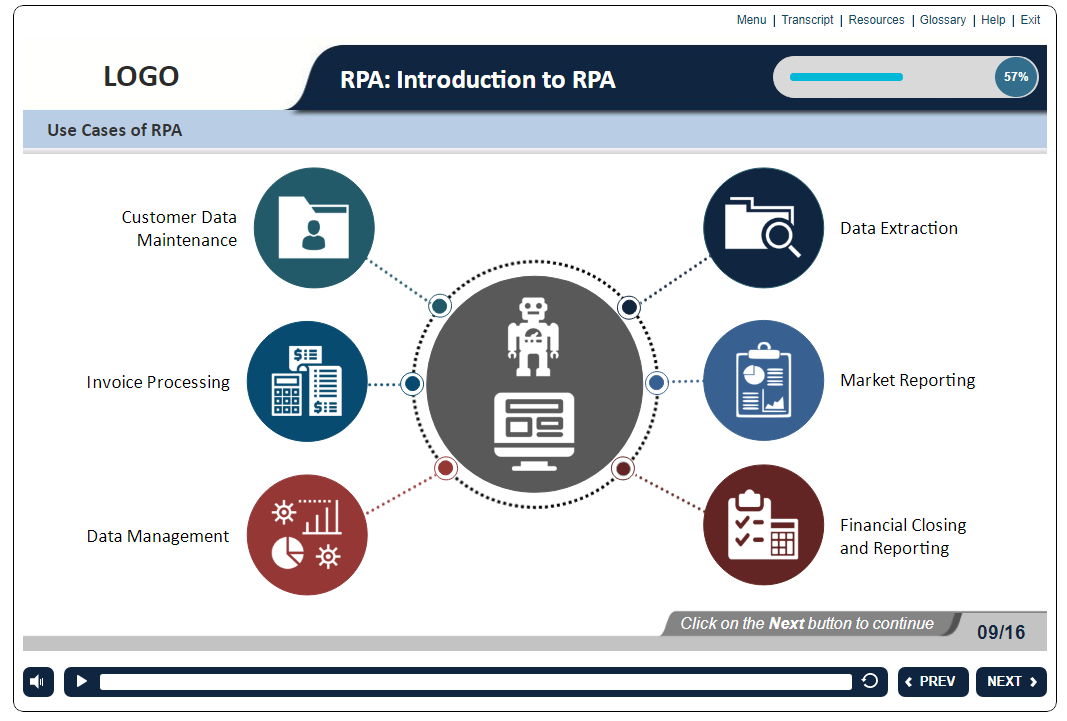 Menu | Transcript | Resources | Glossary | Help | Exit
LOGO
RPA: Introduction to RPA
57%
Use Cases of RPA
Customer Data
Maintenance
Data Extraction
Invoice Processing
Market Reporting
Data Management
Financial Closing
and Reporting
Click on the Next button to continue
09/16
PREV
NEXT